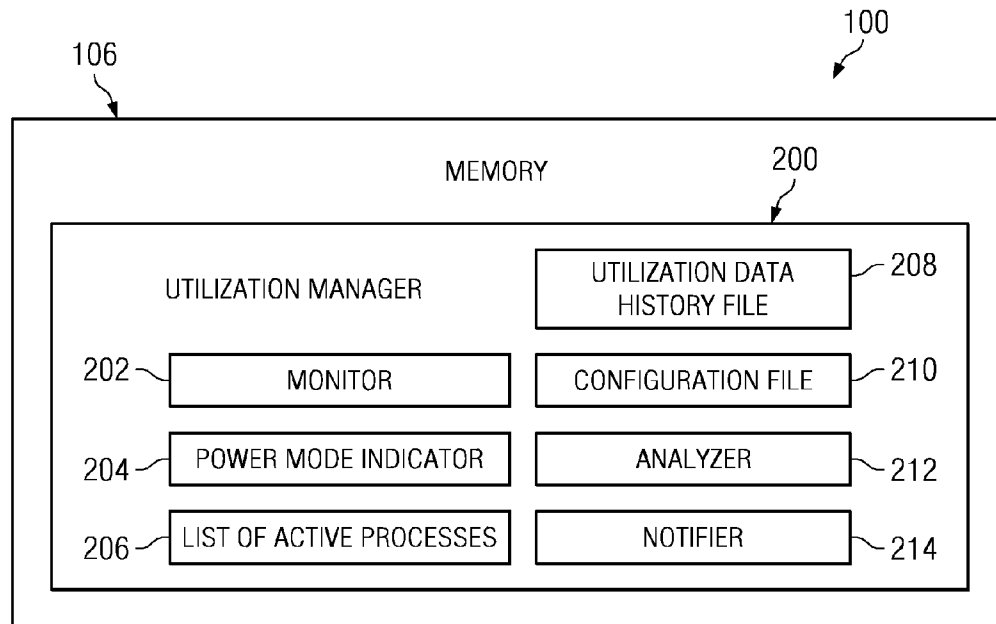 100
106
MEMORY
200
UTILIZATION MANAGER
UTILIZATION DATA
HISTORY FILE
208
202
MONITOR
CONFIGURATION FILE
210
204
POWER MODE INDICATOR
ANALYZER
212
206
LIST OF ACTIVE PROCESSES
NOTIFIER
214